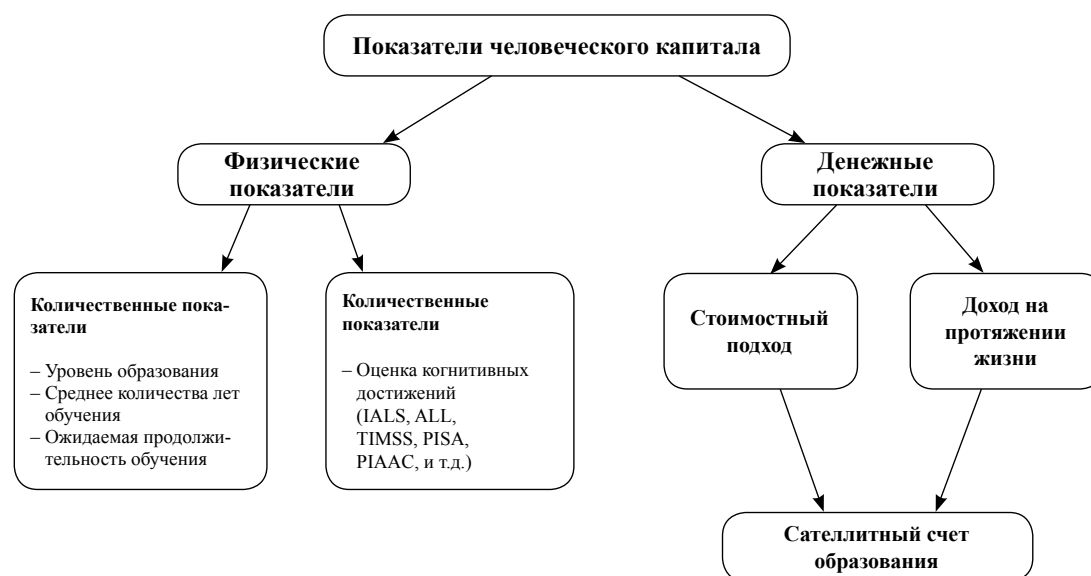 Показатели человеческого капитала
Физические
показатели
Денежные
показатели
Количественные пока-
затели
– Уровень образования
– Среднее количества лет
обучения
– Ожидаемая продолжи-
тельность обучения
Количественные
показатели
– Оценка когнитивных
достижений
(IALS, ALL,
TIMSS, PISA,
PIAAC, и т.д.)
Стоимостный
подход
Доход на
протяжении
жизни
Сателлитный счет
образования